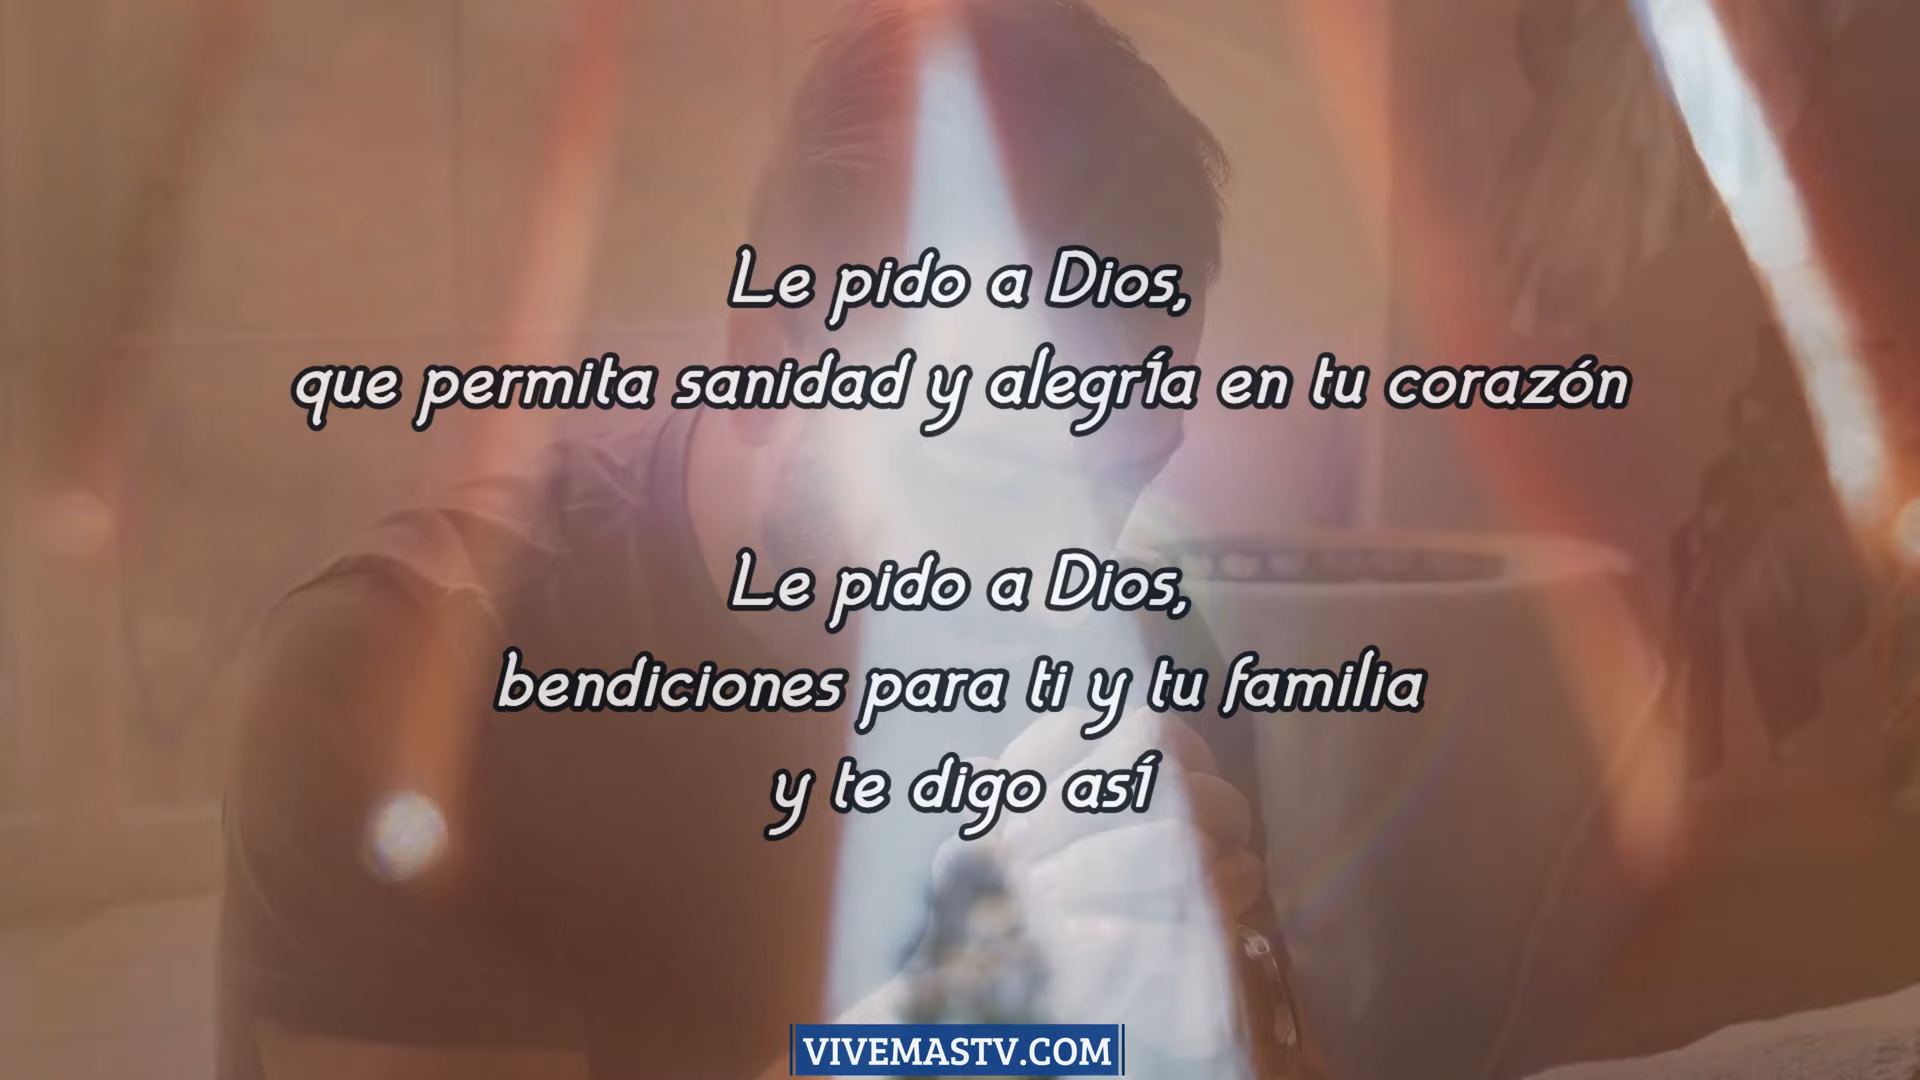 Le pido a Dios,
que permita sanidad y alegría en tu corazón
Le pido a Dios,
bendiciones para ti y tu familia
y te digo así
VIVEMASTV.COM